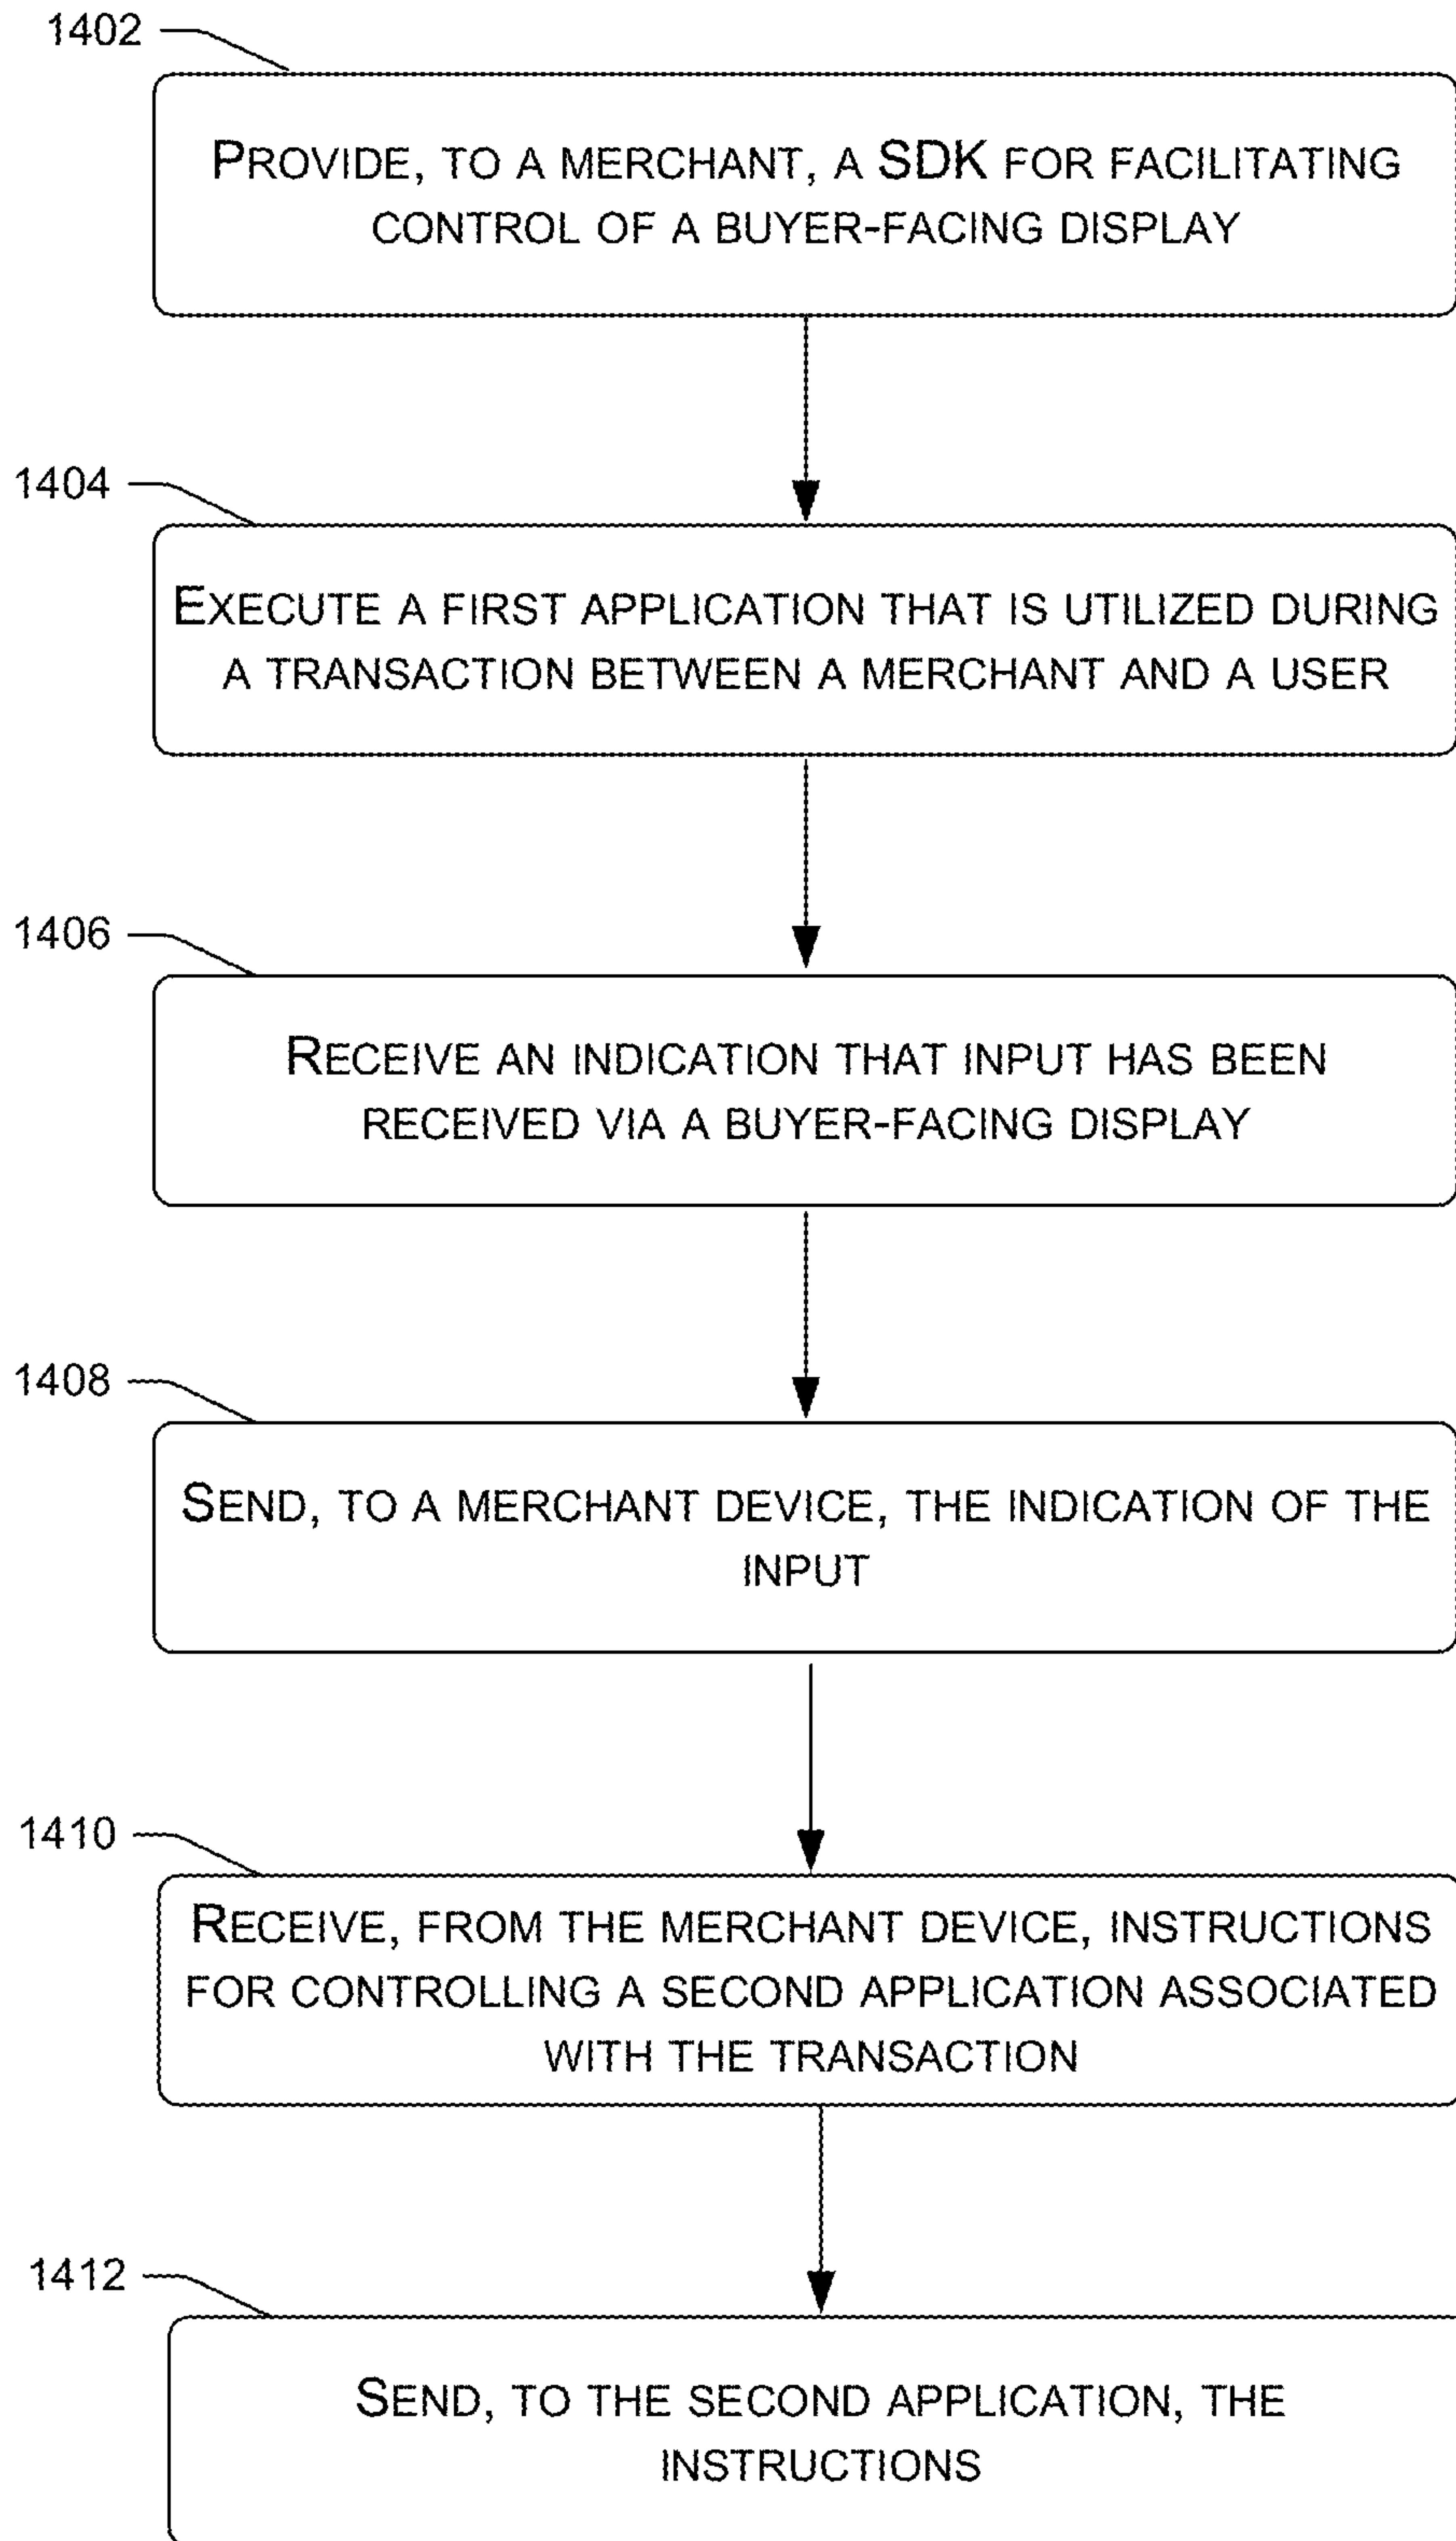 1402
PROVIDE, TO A MERCHANT, A SDK FOR FACILITATING
CONTROL OF A BUYER-FACING DISPLAY
1404
EXECUTE A FIRST APPLICATION THAT IS UTILIZED DURING
A TRANSACTION BETWEEN A MERCHANT AND A USER
1406
RECEIVE AN INDICATION THAT INPUT HAS BEEN
RECEIVED VIA A BUYER-FACING DISPLAY
1408
SEND, TO A MERCHANT DEVICE, THE INDICATION OF THE
INPUT
1410
RECEIVE, FROM THE MERCHANT DEVICE, INSTRUCTIONS
FOR CONTROLLING A SECOND APPLICATION ASSOCIATED
WITH THE TRANSACTION
1412
SEND, TO THE SECOND APPLICATION, THE
INSTRUCTIONS